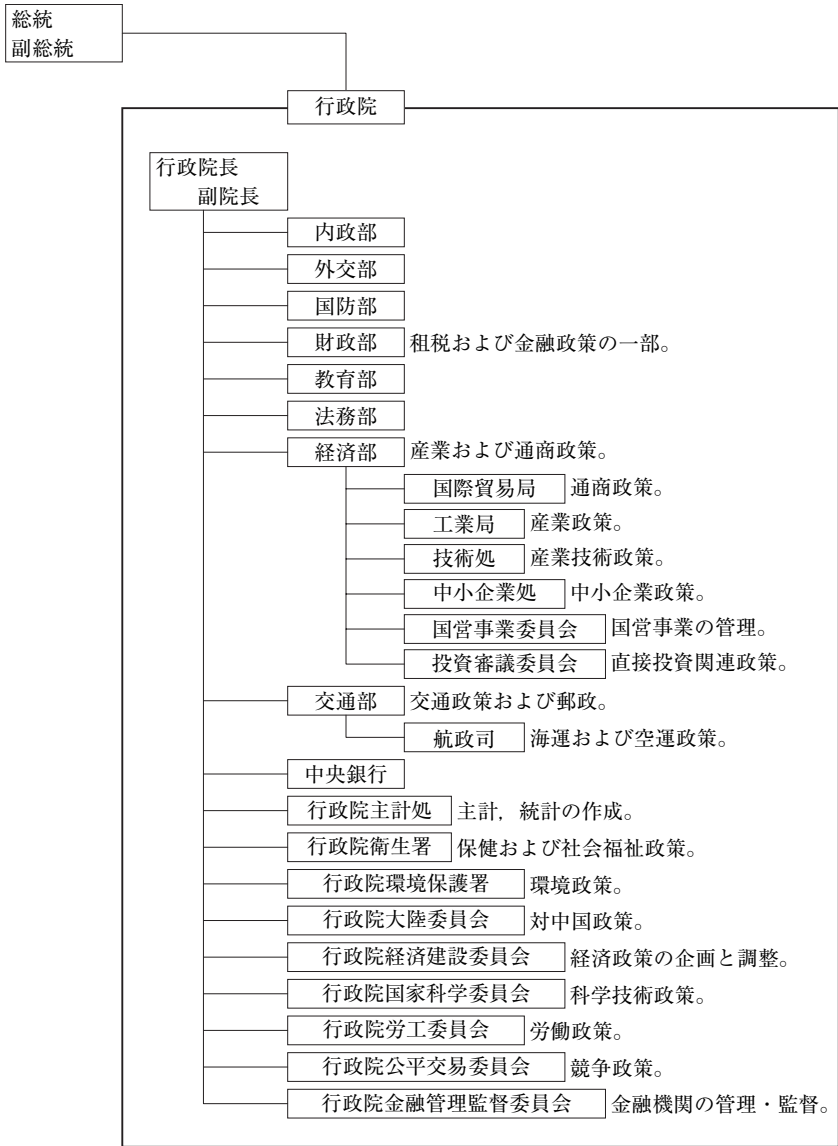 総統
副総統
行政院
行政院長
副院長
内政部
外交部
国防部
財政部 租税および金融政策の一部。
教育部
法務部
経済部 産業および通商政策。
国際貿易局 通商政策。
工業局 産業政策。
技術処 産業技術政策。
中小企業処 中小企業政策。
国営事業委員会 国営事業の管理。
投資審議委員会 直接投資関連政策。
交通部 交通政策および郵政。
航政司 海運および空運政策。
中央銀行
行政院主計処 主計，統計の作成。
行政院衛生署 保健および社会福祉政策。
行政院環境保護署 環境政策。
行政院大陸委員会 対中国政策。
行政院経済建設委員会 経済政策の企画と調整。
行政院国家科学委員会 科学技術政策。
行政院労工委員会 労働政策。
行政院公平交易委員会 競争政策。
行政院金融管理監督委員会 金融機関の管理・監督。